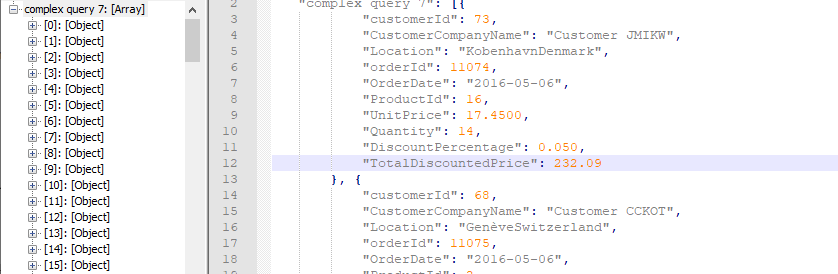 complex query 7: [Array]
[0]: [Object]
[1]: [Object]
[2]: [Object]
[3]: [Object]
[4]: [Object]
[5]: [Object]
[6]: [Object]
[7]: [Object]
[8]: [Object]
[9]: [Object]
[10]: [Object]
[11]: [Object]
[12]: [Object]
[13]: [Object]
[14]: [Object]
[15]: [Object]
2 "complex query 7": [{
3 "customerId": 73,
4 "CustomerCompanyName": "Customer JMIKW",
5 "Location": "KobenhavnDenmark",
6 "orderId": 11074,
7 "OrderDate": "2016-05-06",
8 "ProductId": 16,
9 "UnitPrice": 17.4500,
10 "Quantity": 14,
11 "DiscountPercentage": 0.050,
12 "TotalDiscountedPrice": 232.09
13 }, {
14 "customerId": 68,
15 "CustomerCompanyName": "Customer CCKOT",
16 "Location": "GenèveSwitzerland",
17 "orderId": 11075,
18 "OrderDate": "2016-05-06",